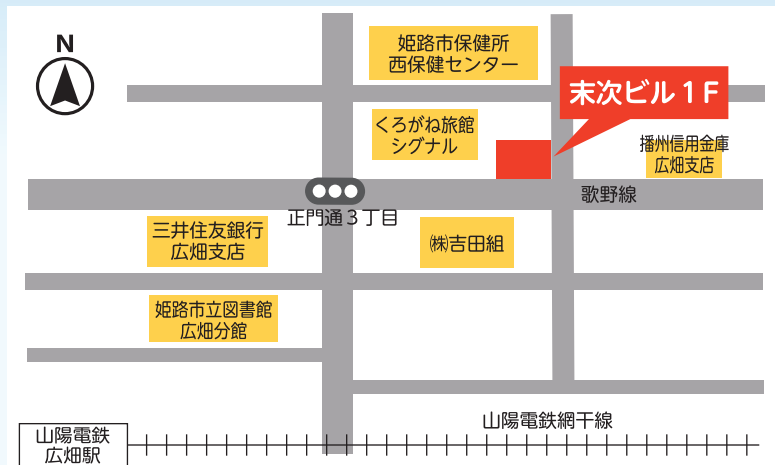 N
姫路市保健所
西保健センター
末次ビル１F
くろがね旅館
シグナル
播州信用金庫
広畑支店
歌野線
正門通３丁目
三井住友銀行
広畑支店
㈱吉田組
姫路市立図書館
広畑分館
山陽電鉄網干線
山陽電鉄
広畑駅